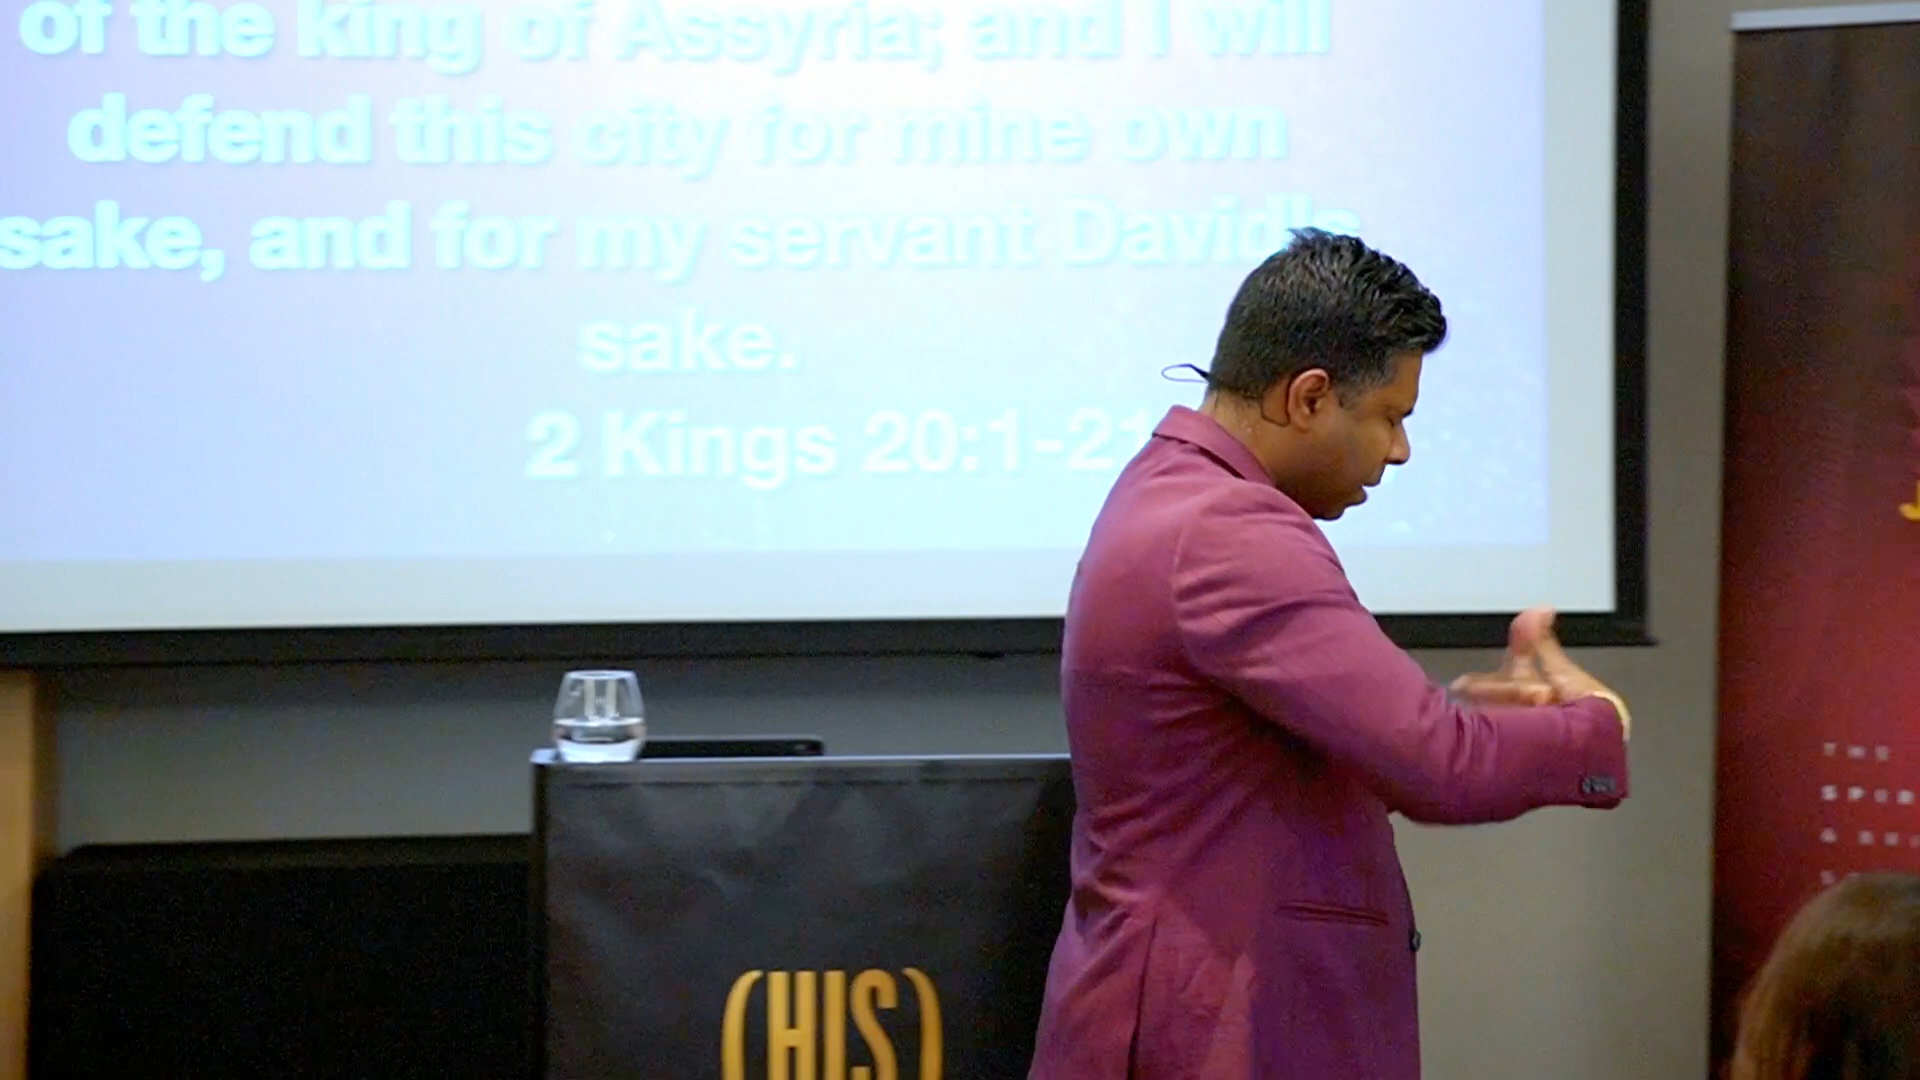 of the king of Assyria; and I will
defend this city for mine own
sake, and for my servant David's
sake.
2 Kings 20:1-21
(HIS)
THE